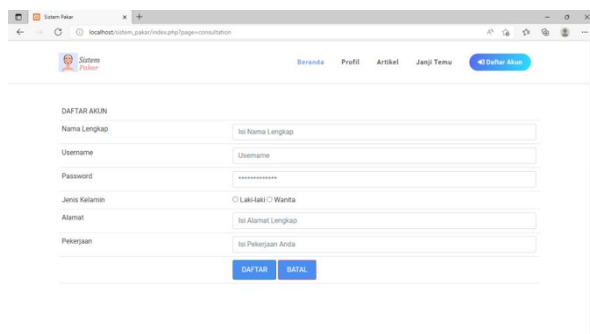 Sistem Pakar
localhost/sistem_pakar/index.php?page=consultation
Sistem
Pakar
Beranda Profil Artikel Janji Temu Daftar Akun
DAFTAR AKUN
Nama Lengkap Isi Nama Lengkap
Username Username
Password *************
Jenis Kelamin Laki-laki Wanita
Alamat Isi Alamat Lengkap
Pekerjaan Isi Pekerjaan Anda
DAFTAR BATAL